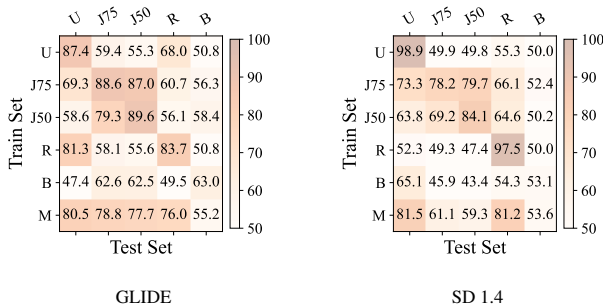 U J75 J50 R B
U 87.4 59.4 55.3 68.0 50.8
J75 69.3 88.6 87.0 60.7 56.3
J50 58.6 79.3 89.6 56.1 58.4
R 81.3 58.1 55.6 83.7 50.8
B 47.4 62.6 62.5 49.5 63.0
M 80.5 78.8 77.7 76.0 55.2
Train Set
Test Set
100
90
80
70
60
50
GLIDE
U J75 J50 R B
U 98.9 49.9 49.8 55.3 50.0
J75 73.3 78.2 79.7 66.1 52.4
J50 63.8 69.2 84.1 64.6 50.2
R 52.3 49.3 47.4 97.5 50.0
B 65.1 45.9 43.4 54.3 53.1
M 81.5 61.1 59.3 81.2 53.6
Train Set
Test Set
100
90
80
70
60
50
SD 1.4